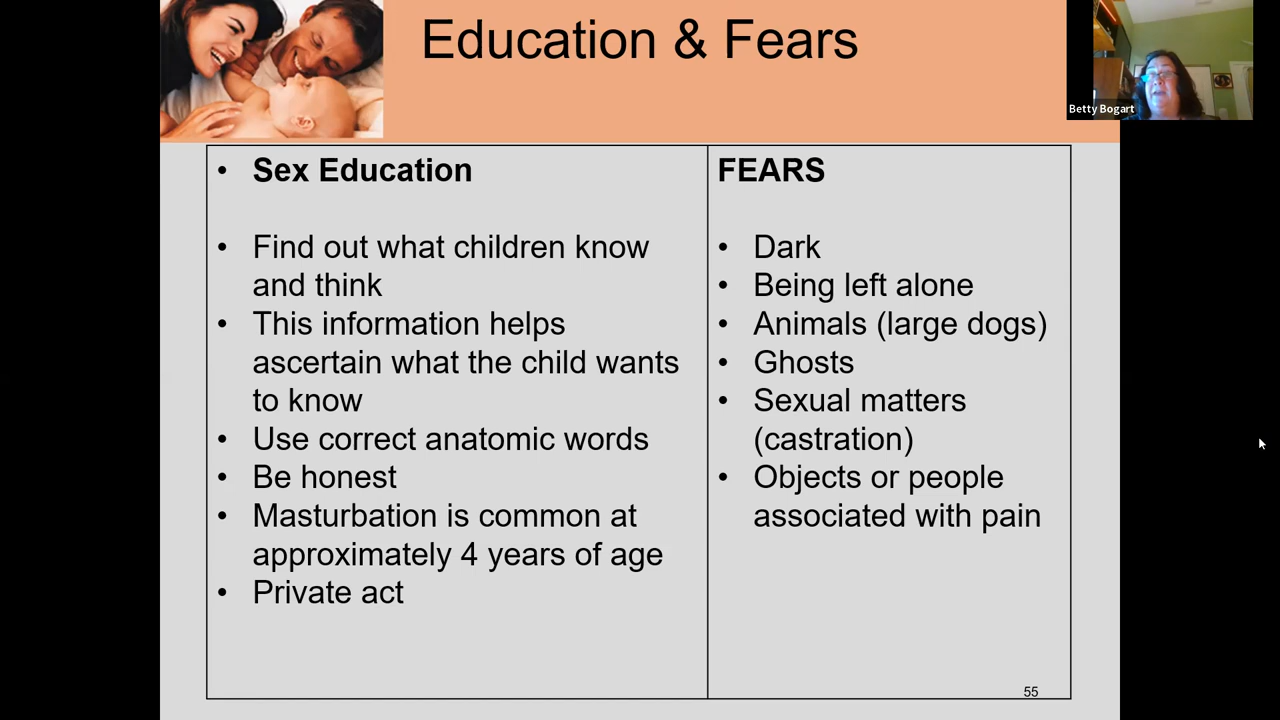 Education & Fears
Betty Bogart
• Sex Education
• Find out what children know
and think
• This information helps
ascertain what the child wants
to know
• Use correct anatomic words
• Be honest
• Masturbation is common at
approximately 4 years of age
• Private act
FEARS
• Dark
• Being left alone
• Animals (large dogs)
• Ghosts
• Sexual matters
(castration)
• Objects or people
associated with pain
55